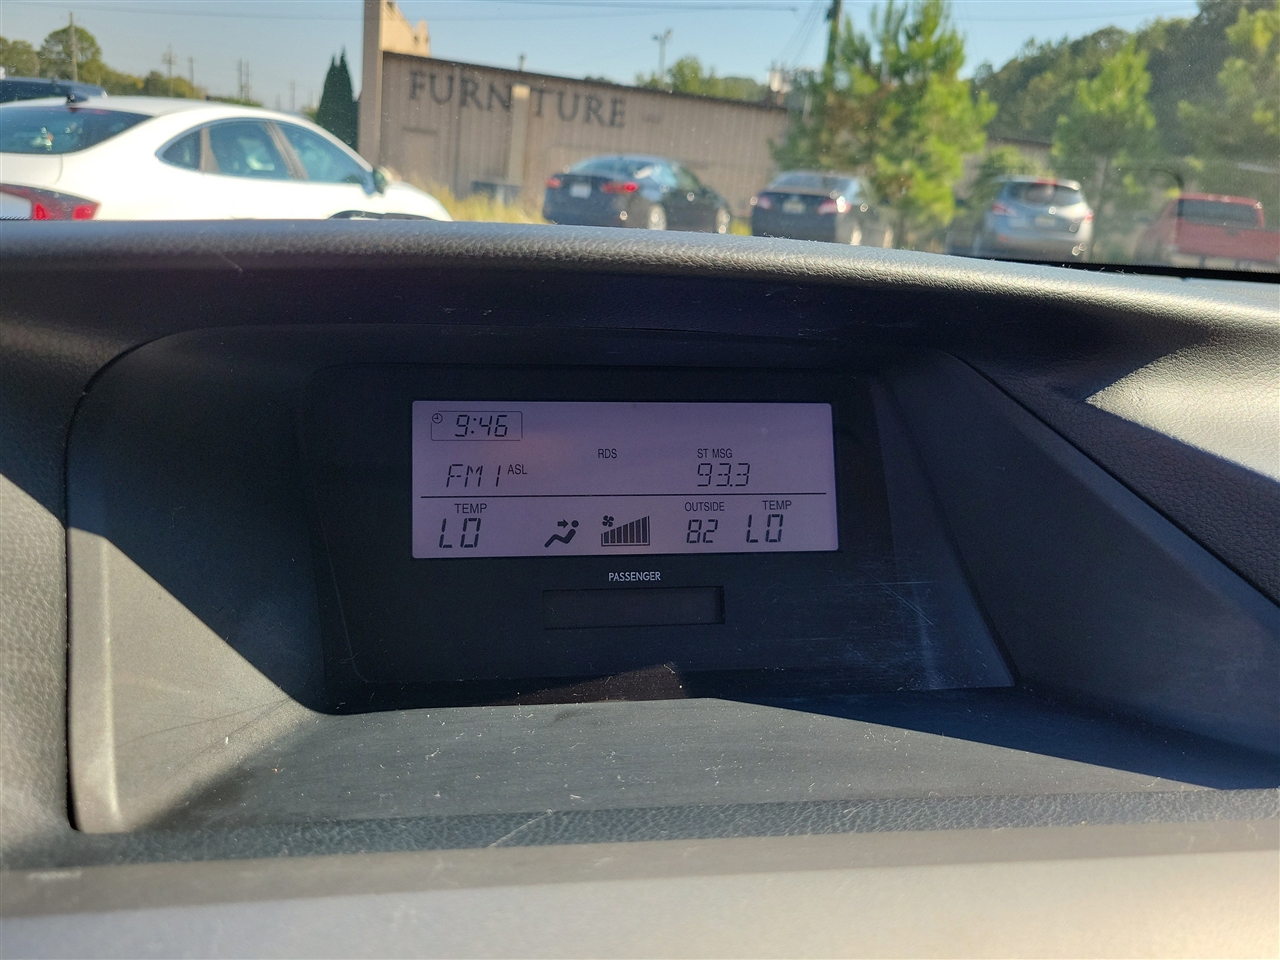 FURNITURE
9:46
RDS ST MSG
FM1 ASL 93.3
TEMP OUTSIDE TEMP
LO 82 LO
PASSENGER